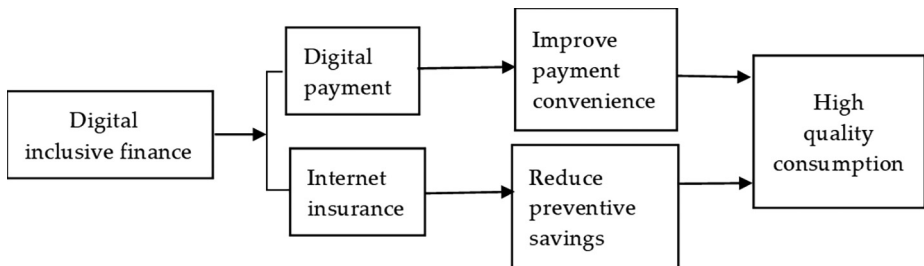 Digital
inclusive finance
Digital
payment
Internet
insurance
Improve
payment
convenience
Reduce
preventive
savings
High
quality
consumption